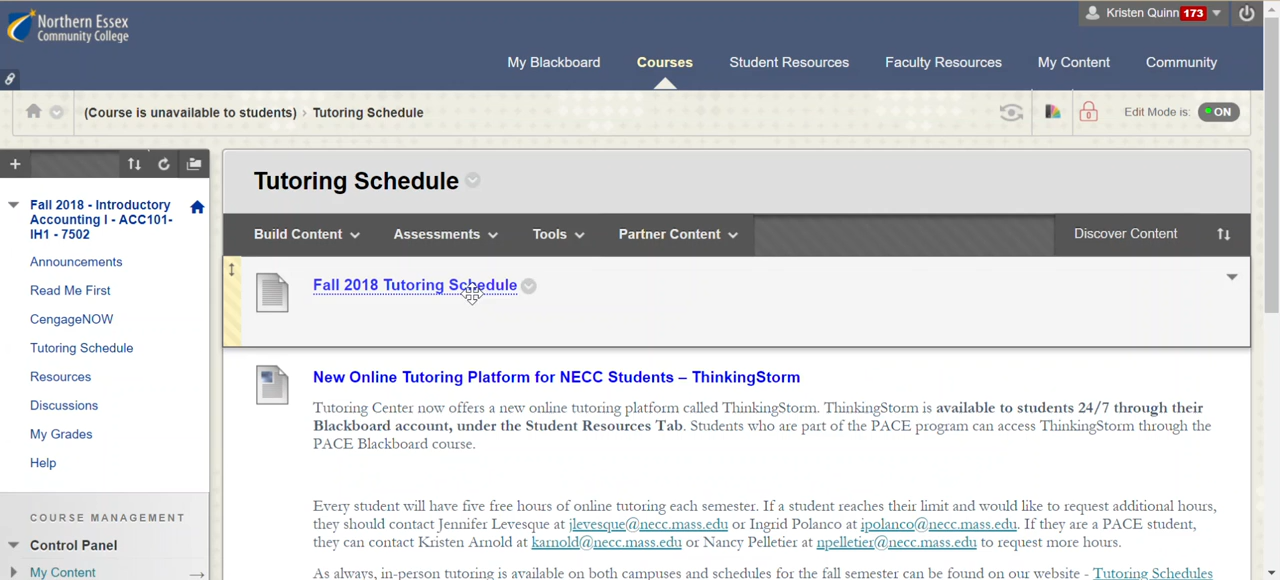 Northern Essex
Community College
Kristen Quinn 173
My Blackboard Courses Student Resources Faculty Resources My Content Community
(Course is unavailable to students) › Tutoring Schedule
Edit Mode is: ON
Fall 2018 - Introductory
Accounting I - ACC101-
IH1 - 7502
Announcements
Read Me First
CengageNOW
Tutoring Schedule
Resources
Discussions
My Grades
Help
COURSE MANAGEMENT
Control Panel
My Content
Tutoring Schedule
Build Content Assessments Tools Partner Content Discover Content
Fall 2018 Tutoring Schedule
New Online Tutoring Platform for NECC Students – ThinkingStorm
Tutoring Center now offers a new online tutoring platform called ThinkingStorm. ThinkingStorm is available to students 24/7 through their
Blackboard account, under the Student Resources Tab. Students who are part of the PACE program can access ThinkingStorm through the
PACE Blackboard course.
Every student will have five free hours of online tutoring each semester. If a student reaches their limit and would like to request additional hours,
they should contact Jennifer Levesque at jlevesque@necc.mass.edu or Ingrid Polanco at ipolanco@necc.mass.edu. If they are a PACE student,
they can contact Kristen Arnold at karnold@necc.mass.edu or Nancy Pelletier at npelletier@necc.mass.edu to request more hours.
As always, in-person tutoring is available on both campuses and schedules for the fall semester can be found on our website - Tutoring Schedules